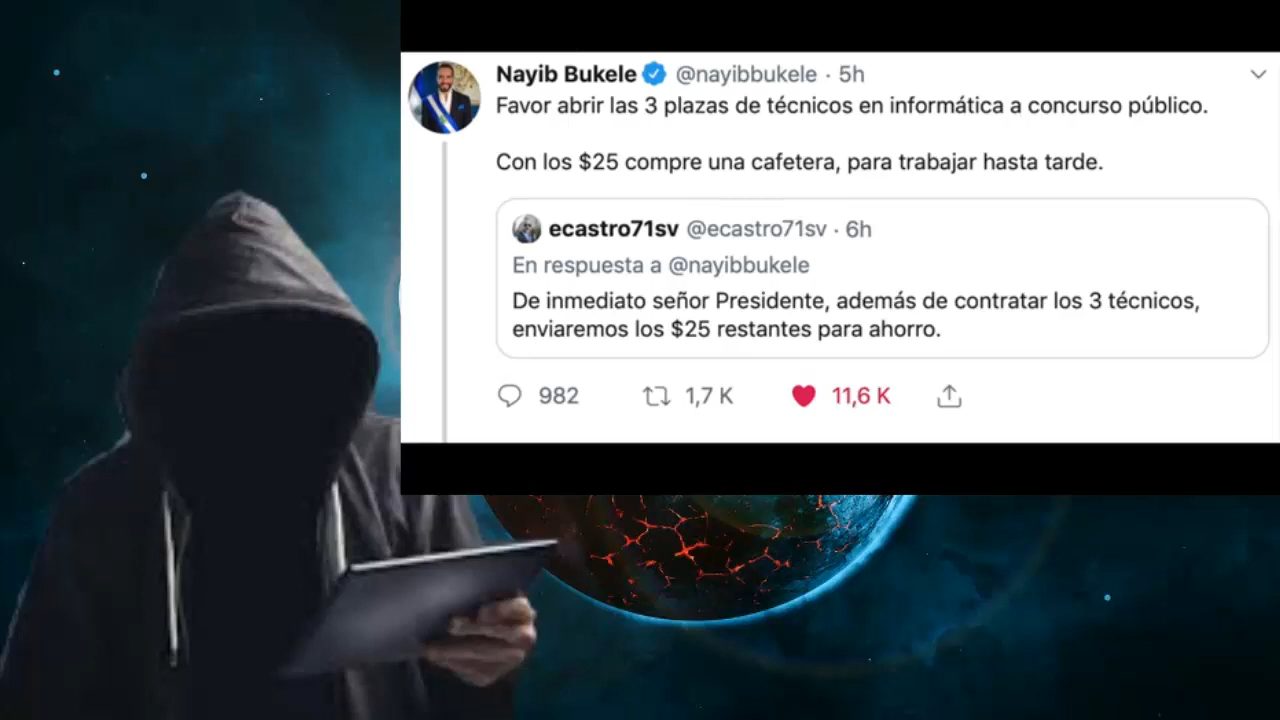 Nayib Bukele @nayibbukele · 5h
Favor abrir las 3 plazas de técnicos en informática a concurso público.
Con los $25 compre una cafetera, para trabajar hasta tarde.
ecastro71sv @ecastro71sv · 6h
En respuesta a @nayibbukele
De inmediato señor Presidente, además de contratar los 3 técnicos,
enviaremos los $25 restantes para ahorro.
982 1,7 K 11,6 K